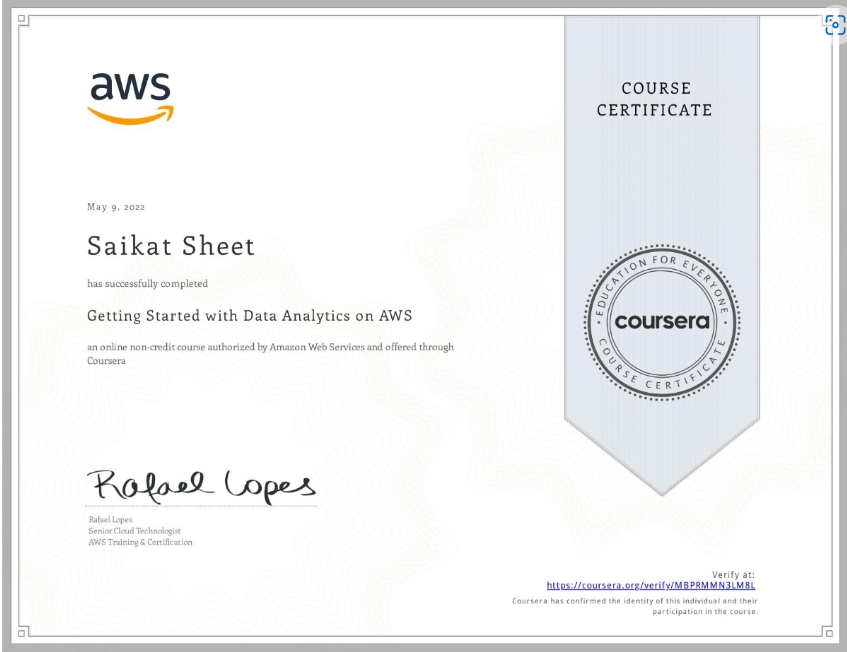 aws
COURSE
CERTIFICATE
May 9, 2022
Saikat Sheet
has successfully completed
Getting Started with Data Analytics on AWS
an online non-credit course authorized by Amazon Web Services and offered through
Coursera
EDUCATION FOR EVERYONE
coursera
COURSE CERTIFICATE
Rafael Lopes
Rafael Lopes
Senior Cloud Technologist
AWS Training & Certification
Verify at:
https://coursera.org/verify/MBPRMMN3LM8L
Coursera has confirmed the identity of this individual and their
participation in the course.